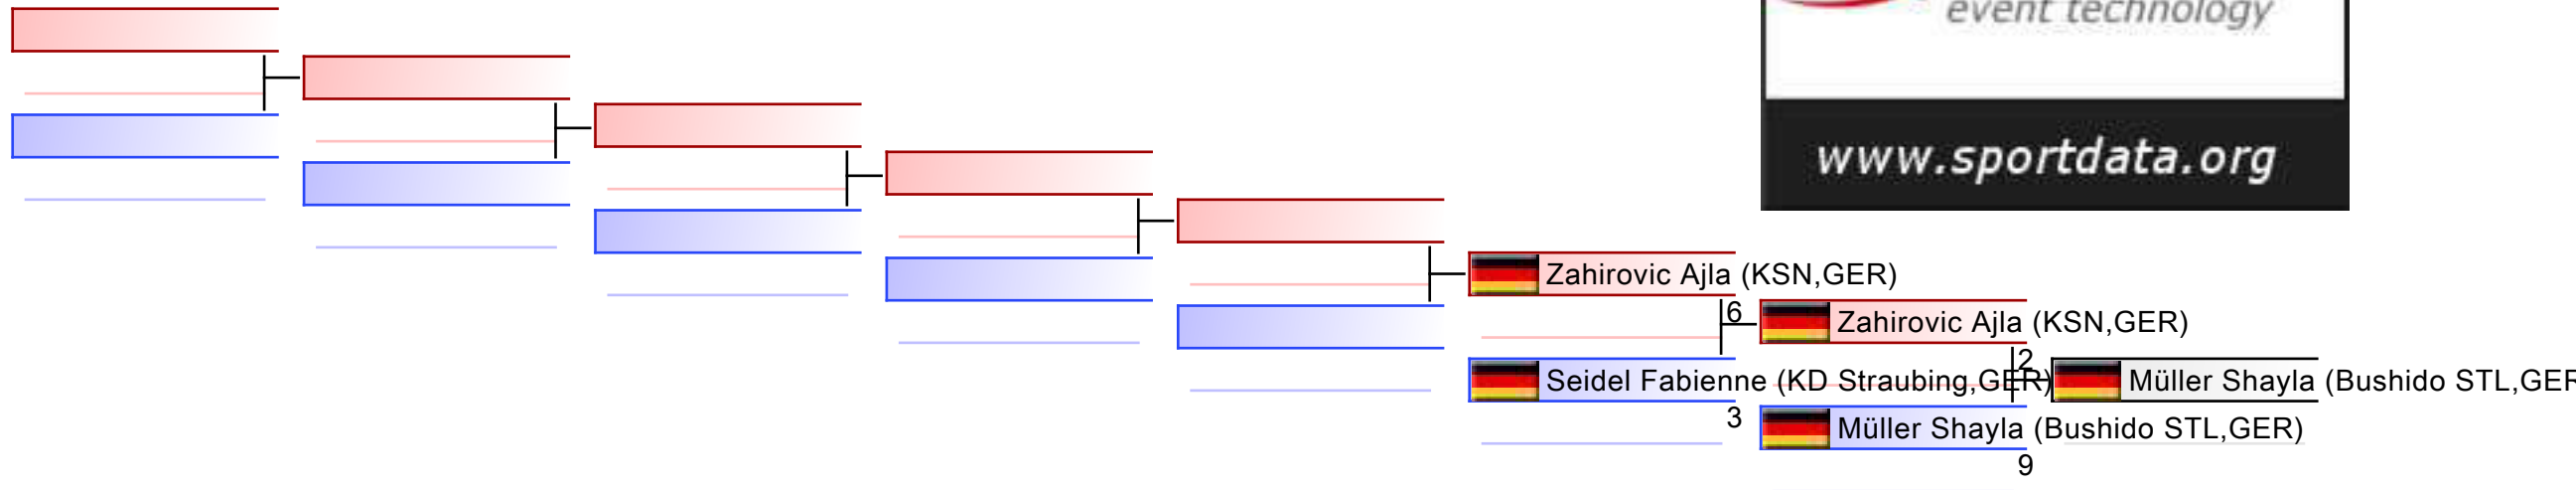 event technology
www.sportdata.org
Zahirovic Ajla (KSN,GER)
6
Zahirovic Ajla (KSN,GER)
2
Seidel Fabienne (KD Straubing,GER)
Müller Shayla (Bushido STL,GER
3
Müller Shayla (Bushido STL,GER)
9